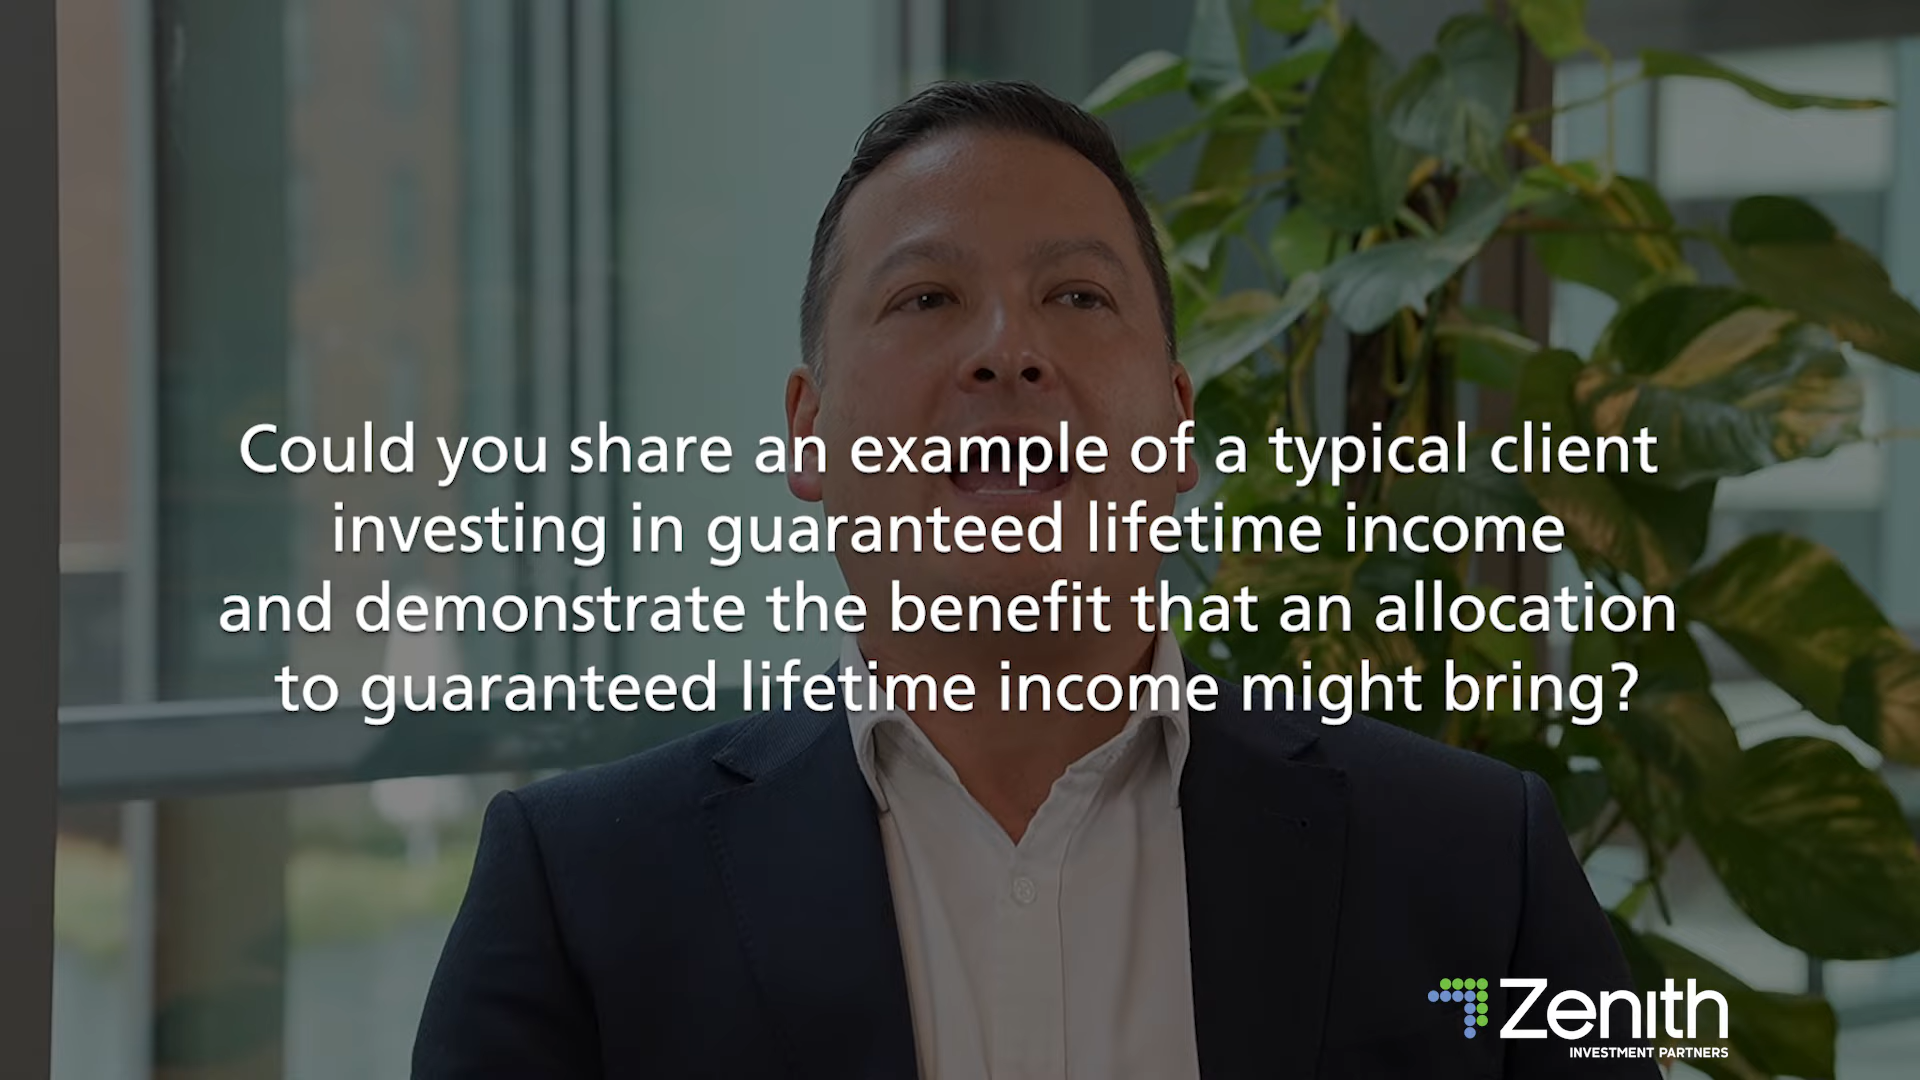 Could you share an example of a typical client
investing in guaranteed lifetime income
and demonstrate the benefit that an allocation
to guaranteed lifetime income might bring?
Zenith
INVESTMENT PARTNERS